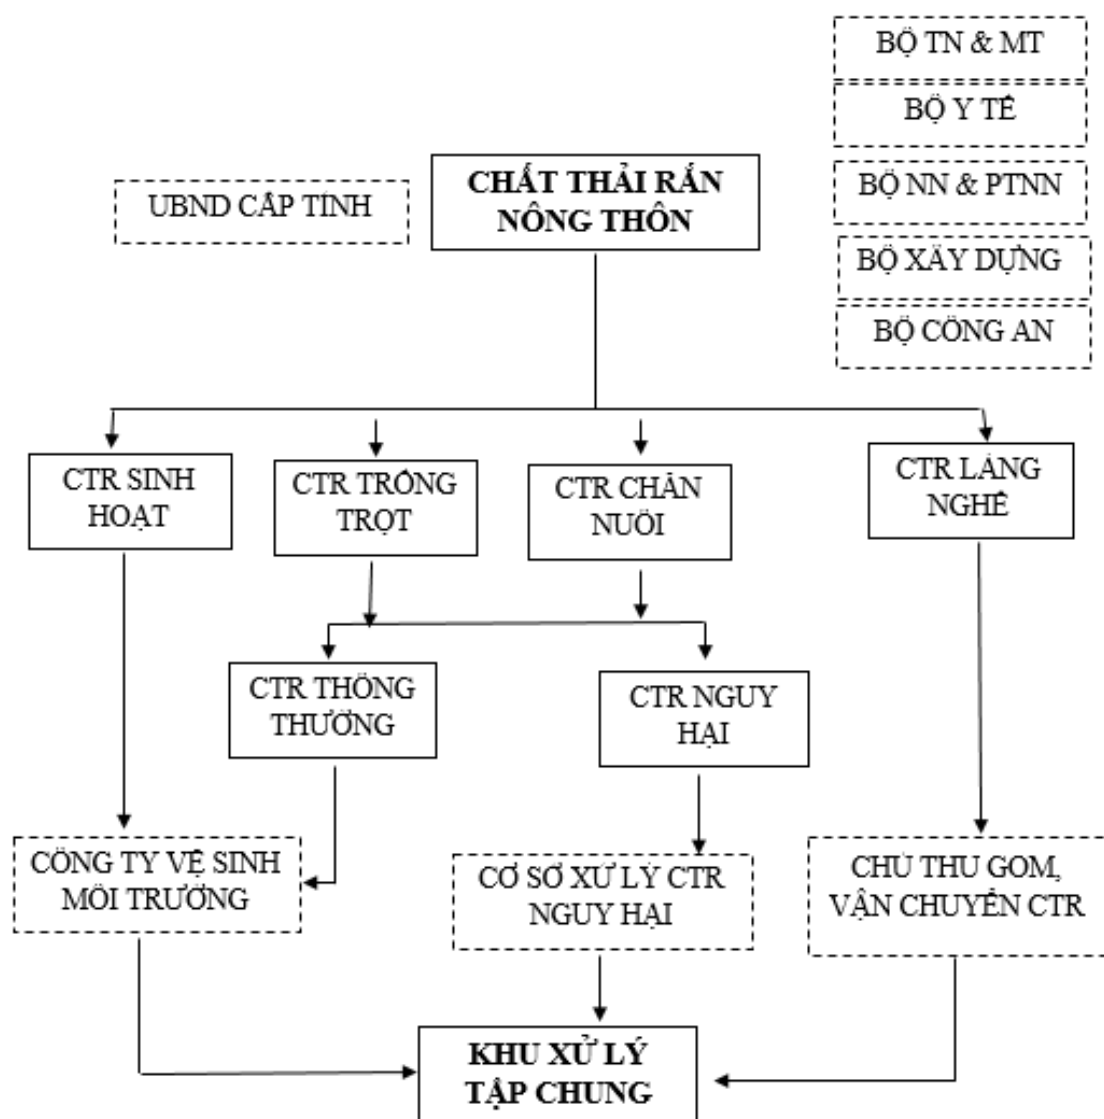 BỘ TN & MT
BỘ Y TẾ
CHẤT THẢI RẮN
NÔNG THÔN
UBND CẤP TỈNH
BỘ NN & PTNN
BỘ XÂY DỰNG
BỘ CÔNG AN
CTR SINH
HOẠT
CTR TRỒNG
TRỌT
CTR CHĂN
NUÔI
CTR LÀNG
NGHỀ
CTR THÔNG
THƯỜNG
CTR NGUY
HẠI
CÔNG TY VỆ SINH
MÔI TRƯỜNG
CƠ SỞ XỬ LÝ CTR
NGUY HẠI
CHỦ THU GOM,
VẬN CHUYỂN CTR
KHU XỬ LÝ
TẬP CHUNG